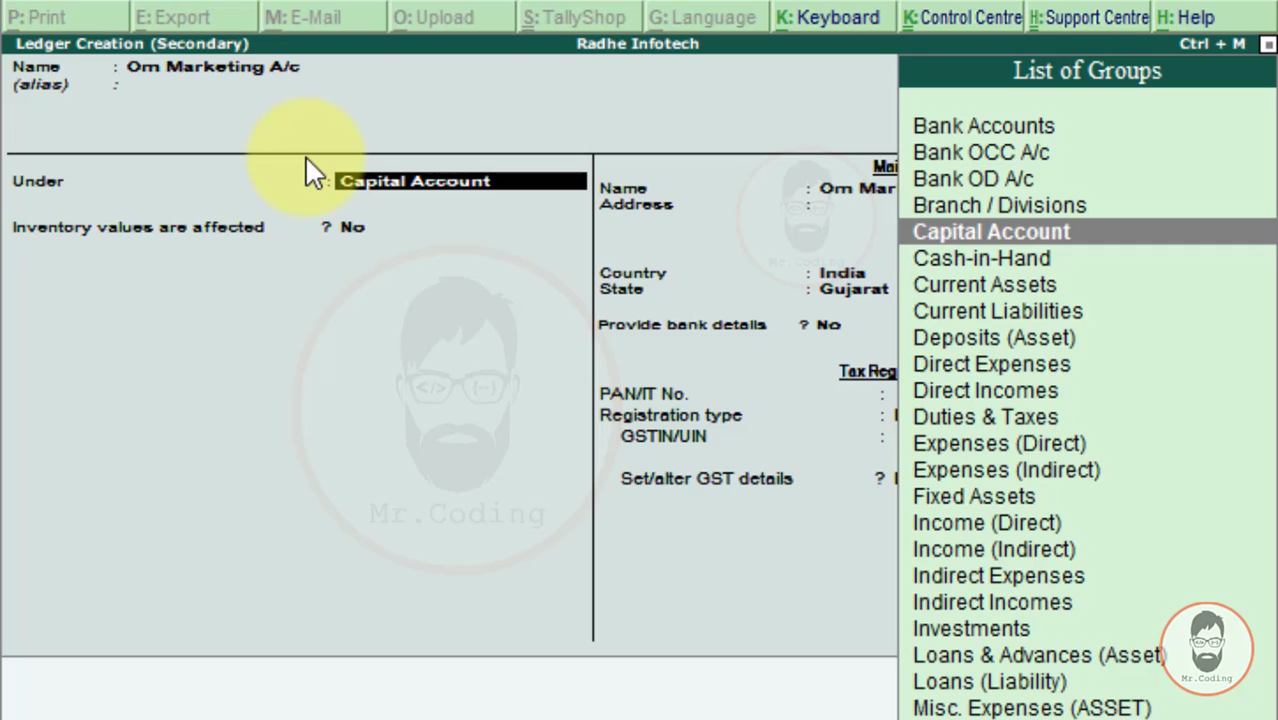 P: Print E: Export M: E-Mail O: Upload S: TallyShop G: Language K: Keyboard K: Control Centre H: Support Centre H: Help
Ledger Creation (Secondary) Radhe Infotech Ctrl + M
Name : Om Marketing A/c
(alias) :
Under : Capital Account
Inventory values are affected ? No
Name : Om Mar
Address :
Country : India
State : Gujarat
Provide bank details ? No
Tax Reg
PAN/IT No. :
Registration type :
GSTIN/UIN :
Set/alter GST details ?
List of Groups
Bank Accounts
Bank OCC A/c
Bank OD A/c
Branch / Divisions
Capital Account
Cash-in-Hand
Current Assets
Current Liabilities
Deposits (Asset)
Direct Expenses
Direct Incomes
Duties & Taxes
Expenses (Direct)
Expenses (Indirect)
Fixed Assets
Income (Direct)
Income (Indirect)
Indirect Expenses
Indirect Incomes
Investments
Loans & Advances (Asset)
Loans (Liability)
Misc. Expenses (ASSET)
Mr.Coding
Mr.Coding